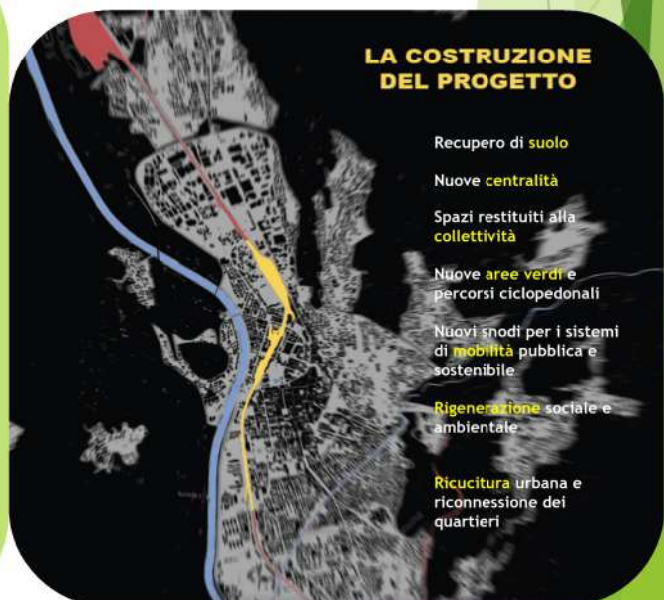 LA COSTRUZIONE
DEL PROGETTO
Recupero di suolo
Nuove centralità
Spazi restituiti alla
collettività
Nuove aree verdi e
percorsi ciclopedonali
Nuovi snodi per i sistemi
di mobilità pubblica e
sostenibile
Rigenerazione sociale e
ambientale
Ricucitura urbana e
riconnessione dei
quartieri